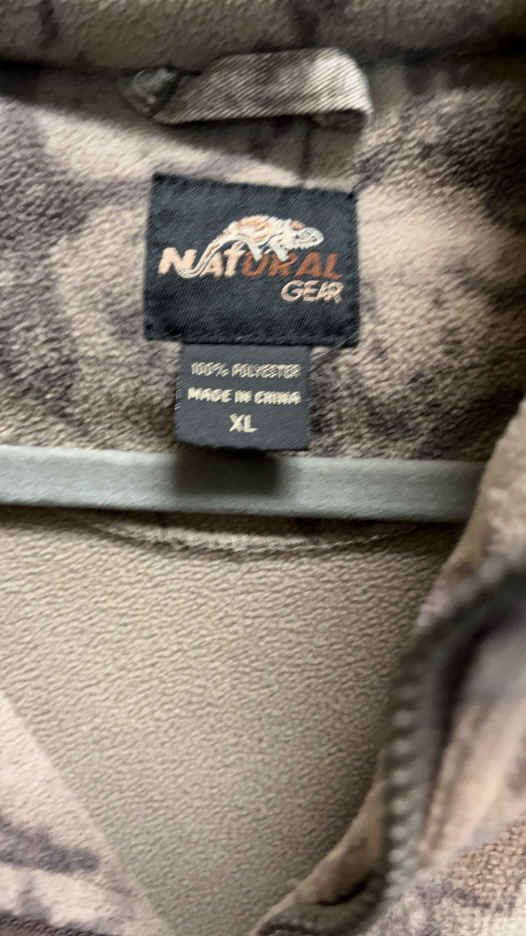 NATURAL
GEAR
100% POLYESTER
MADE IN CHINA
XL